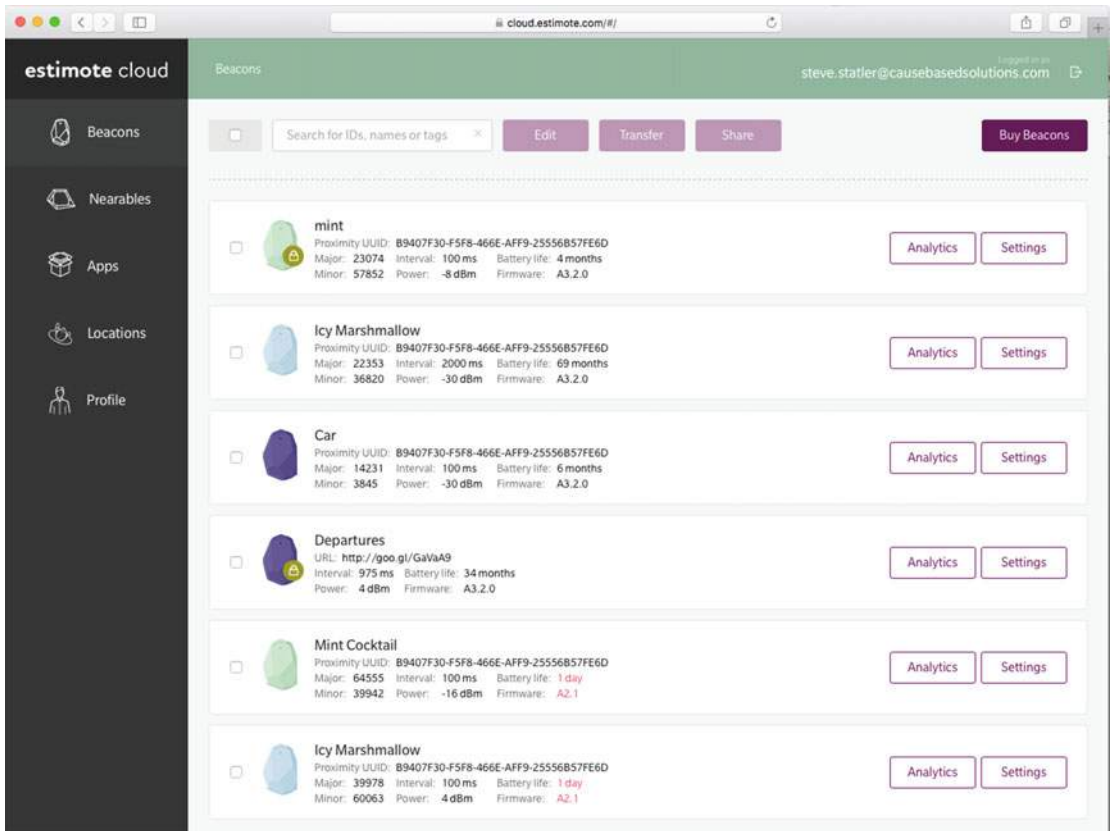 cloud.estimote.com/#/
estimote cloud
Beacons
Logged in as
steve.statler@causebasedsolutions.com
Beacons
Nearables
Apps
Locations
Profile
Search for IDs, names or tags
Edit
Transfer
Share
Buy Beacons
mint
Proximity UUID: B9407F30-F5F8-466E-AFF9-25556B57FE6D
Major: 23074 Interval: 100 ms Battery life: 4 months
Minor: 57852 Power: -8 dBm Firmware: A3.2.0
Analytics
Settings
Icy Marshmallow
Proximity UUID: B9407F30-F5F8-466E-AFF9-25556B57FE6D
Major: 22353 Interval: 2000 ms Battery life: 69 months
Minor: 36820 Power: -30 dBm Firmware: A3.2.0
Analytics
Settings
Car
Proximity UUID: B9407F30-F5F8-466E-AFF9-25556B57FE6D
Major: 14231 Interval: 100 ms Battery life: 6 months
Minor: 3845 Power: -30 dBm Firmware: A3.2.0
Analytics
Settings
Departures
URL: http://goo.gl/GaVaA9
Interval: 975 ms Battery life: 34 months
Power: 4 dBm Firmware: A3.2.0
Analytics
Settings
Mint Cocktail
Proximity UUID: B9407F30-F5F8-466E-AFF9-25556B57FE6D
Major: 64555 Interval: 100 ms Battery life: 1 day
Minor: 39942 Power: -16 dBm Firmware: A2.1
Analytics
Settings
Icy Marshmallow
Proximity UUID: B9407F30-F5F8-466E-AFF9-25556B57FE6D
Major: 39978 Interval: 100 ms Battery life: 1 day
Minor: 60063 Power: 4 dBm Firmware: A2.1
Analytics
Settings